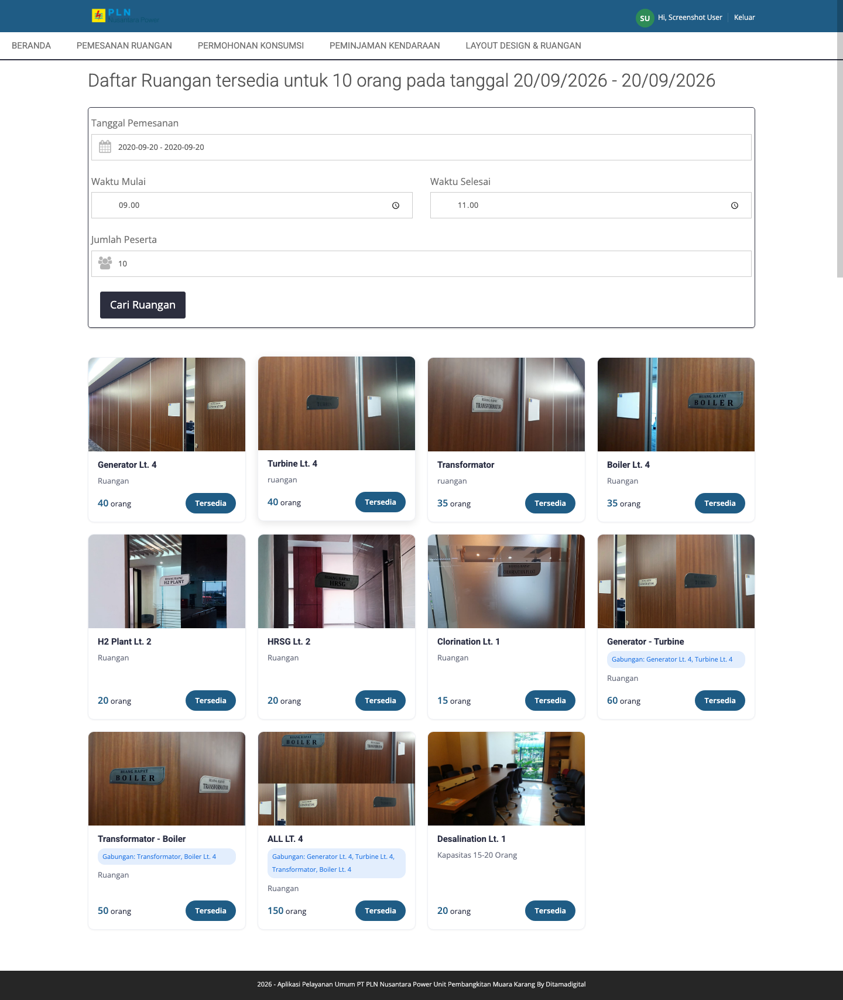 PLN
Nusantara Power
SU
Hi, Screenshot User
Keluar
BERANDA
PEMESANAN RUANGAN
PERMOHONAN KONSUMSI
PEMINJAMAN KENDARAAN
LAYOUT DESIGN & RUANGAN
Daftar Ruangan tersedia untuk 10 orang pada tanggal 20/09/2026 - 20/09/2026
Tanggal Pemesanan
2020-09-20 - 2020-09-20
Waktu Mulai
Waktu Selesai
09.00
11.00
Jumlah Peserta
10
Cari Ruangan
GENERATOR
RUANG RAPAT
TRANSFORMATOR
RUANG RAPAT
BOILER
Generator Lt. 4
Ruangan
40 orang
Tersedia
Turbine Lt. 4
ruangan
40 orang
Tersedia
Transformator
ruangan
35 orang
Tersedia
Boiler Lt. 4
Ruangan
35 orang
Tersedia
RUANG RAPAT
H2 PLANT
RUANG RAPAT
HRSG
RUANG RAPAT
GENERATOR
H2 Plant Lt. 2
Ruangan
20 orang
Tersedia
HRSG Lt. 2
Ruangan
20 orang
Tersedia
Clorination Lt. 1
Ruangan
15 orang
Tersedia
Generator - Turbine
Gabungan: Generator Lt. 4, Turbine Lt. 4
Ruangan
60 orang
Tersedia
RUANG RAPAT
BOILER
RUANG RAPAT
TRANSFORMATOR
RUANG RAPAT
BOILER
TRANSFORMATOR
GENERATOR
Transformator - Boiler
Gabungan: Transformator, Boiler Lt. 4
Ruangan
50 orang
Tersedia
ALL LT. 4
Gabungan: Generator Lt. 4, Turbine Lt. 4,
Transformator, Boiler Lt. 4
Ruangan
150 orang
Tersedia
Desalination Lt. 1
Kapasitas 15-20 Orang
20 orang
Tersedia
2026 - Aplikasi Pelayanan Umum PT PLN Nusantara Power Unit Pembangkitan Muara Karang By Ditamadigital